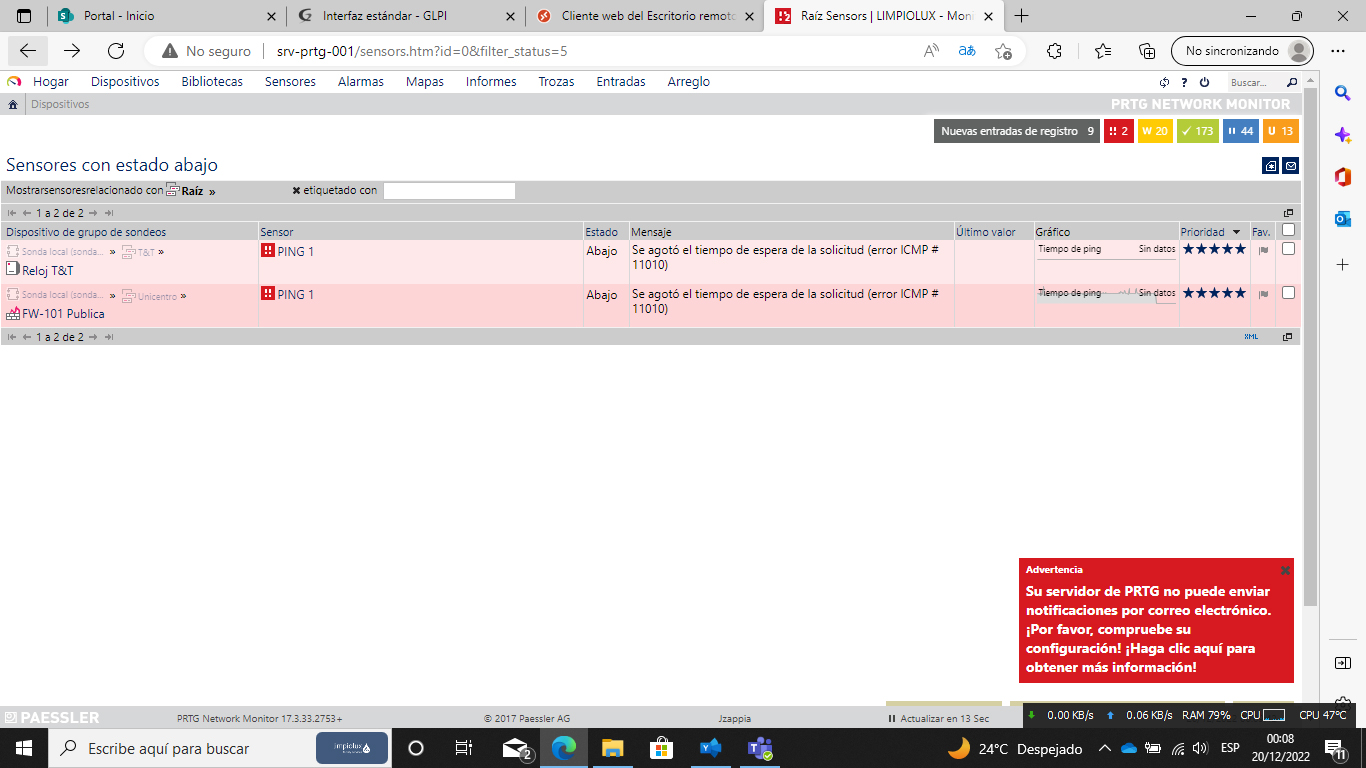 Portal - Inicio
Interfaz estándar - GLPI
Cliente web del Escritorio remoto
Raíz Sensors | LIMPIOLUX - Moni
No seguro
srv-prtg-001/sensors.htm?id=0&filter_status=5
No sincronizando
Hogar Dispositivos Bibliotecas Sensores Alarmas Mapas Informes Trozas Entradas Arreglo
Buscar...
Dispositivos
PRTG NETWORK MONITOR
Nuevas entradas de registro 9
!! 2
W 20
173
44
U 13
Sensores con estado abajo
Mostrarsensoresrelacionado con Raíz »
etiquetado con
1 a 2 de 2
Dispositivo de grupo de sondeos Sensor Estado Mensaje Último valor Gráfico Prioridad Fav.
Sonda local (sonda... » T&T »
Reloj T&T
PING 1
Abajo
Se agotó el tiempo de espera de la solicitud (error ICMP #
11010)
Tiempo de ping Sin datos
Sonda local (sonda... » Unicentro »
FW-101 Publica
PING 1
Abajo
Se agotó el tiempo de espera de la solicitud (error ICMP #
11010)
Tiempo de ping Sin datos
1 a 2 de 2
XML
Advertencia
Su servidor de PRTG no puede enviar
notificaciones por correo electrónico.
¡Por favor, compruebe su
configuración! ¡Haga clic aquí para
obtener más información!
PAESSLER
PRTG Network Monitor 17.3.33.2753+
© 2017 Paessler AG
Jzappia
Actualizar en 13 Sec
0.00 KB/s 0.06 KB/s RAM 79% CPU CPU 47°C
Escribe aquí para buscar
limpiolux
2
24°C Despejado
ESP
00:08
20/12/2022
11